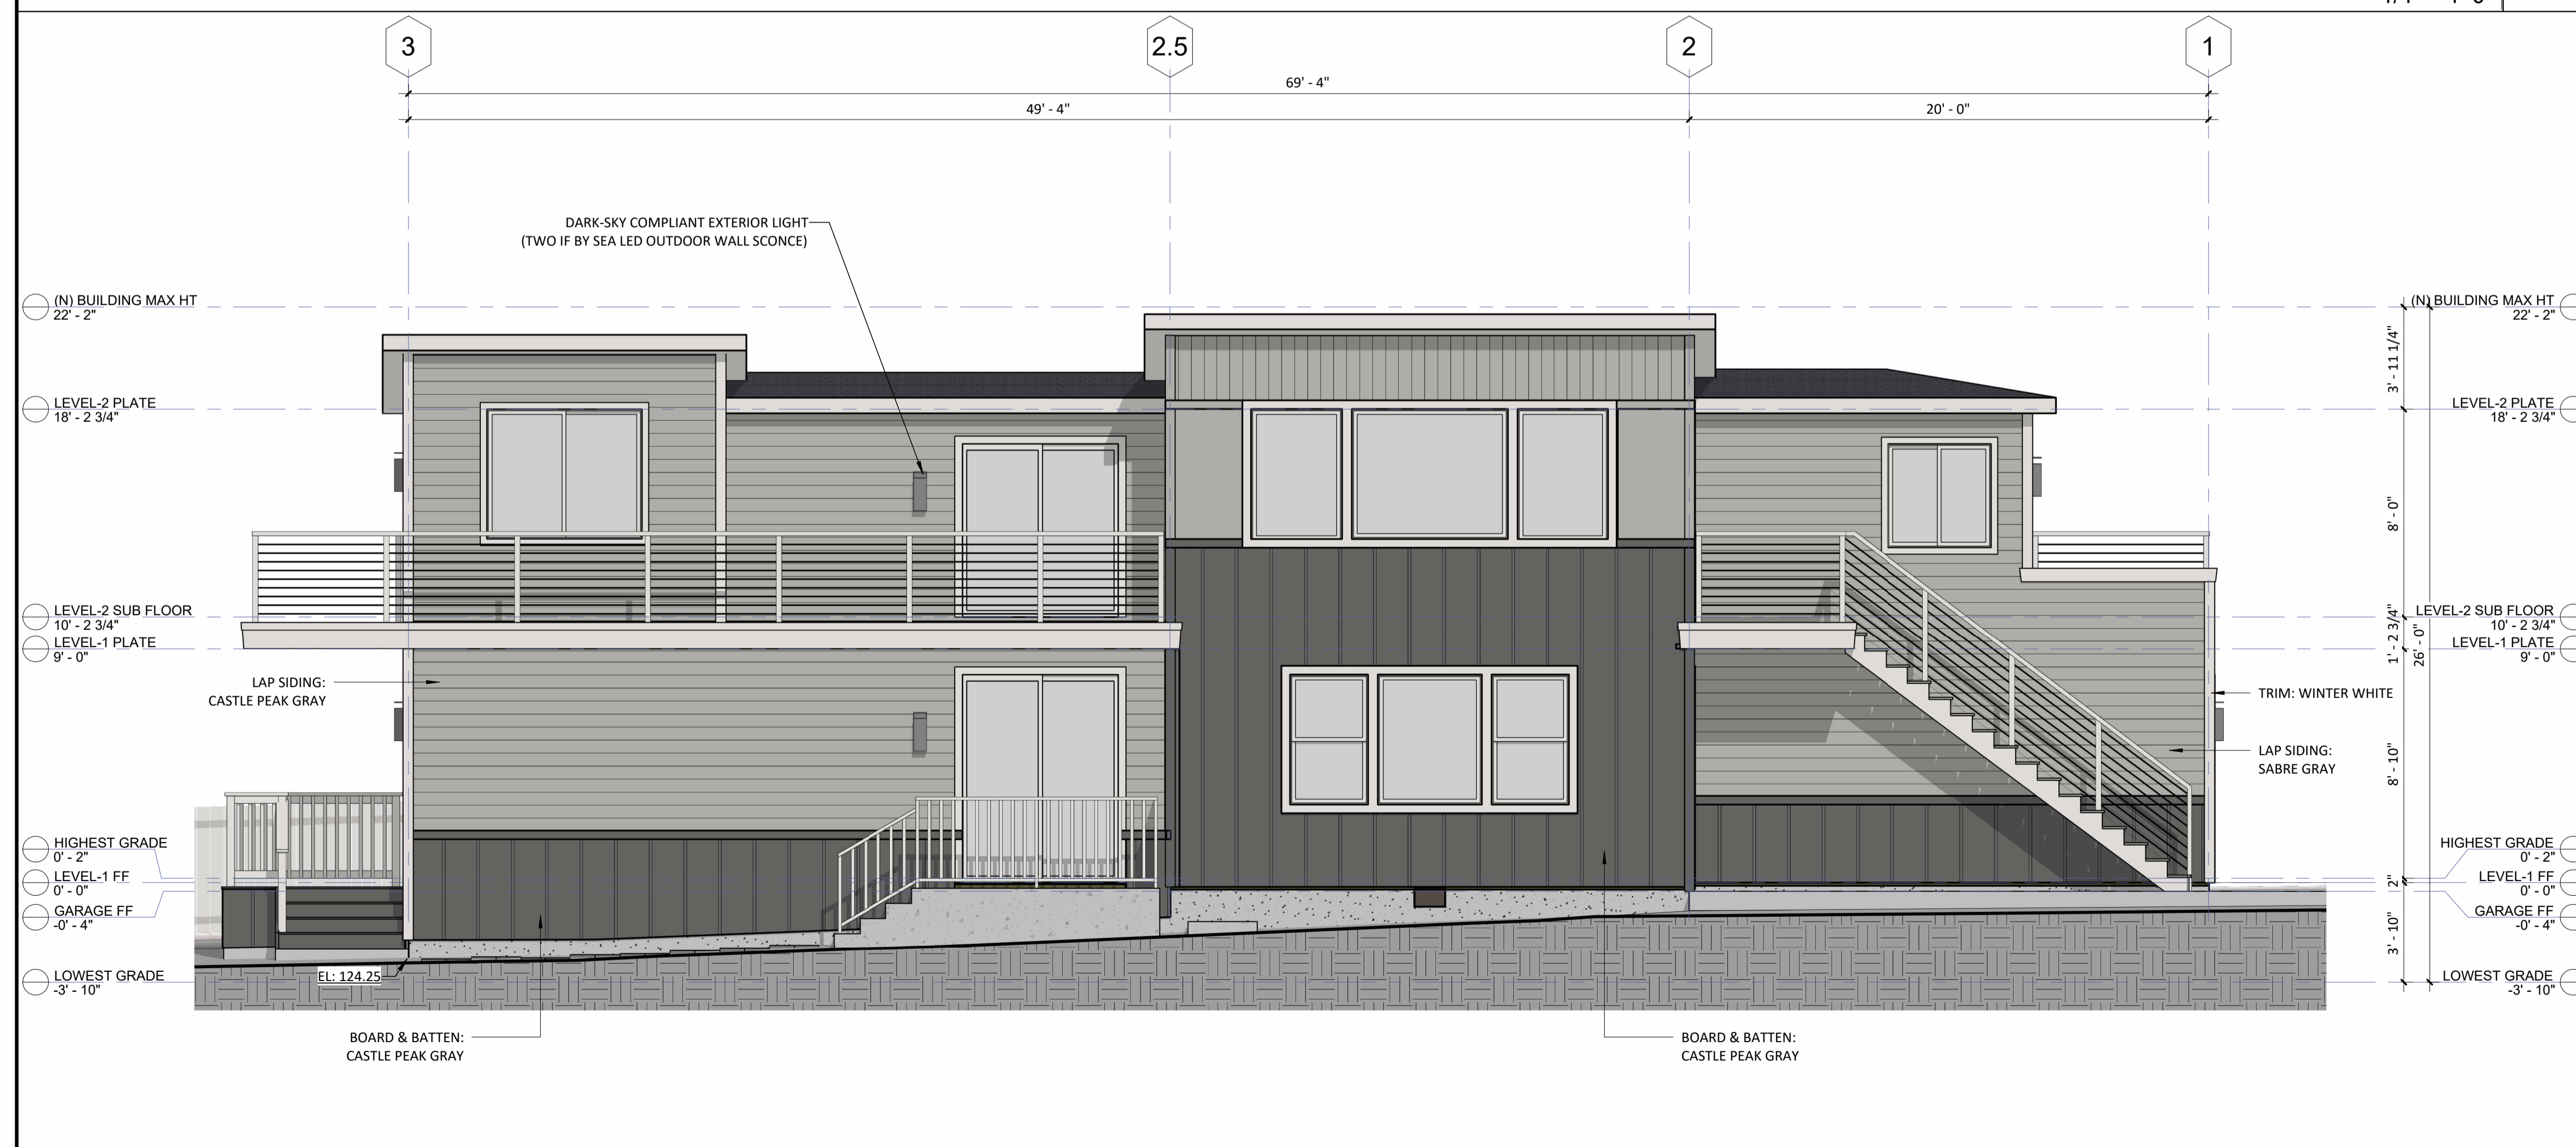 3
2.5
2
1
69' - 4"
49' - 4"
20' - 0"
DARK-SKY COMPLIANT EXTERIOR LIGHT
(TWO IF BY SEA LED OUTDOOR WALL SCONCE)
(N) BUILDING MAX HT
22' - 2"
LEVEL-2 PLATE
18' - 2 3/4"
LEVEL-2 SUB FLOOR
10' - 2 3/4"
LEVEL-1 PLATE
9' - 0"
LAP SIDING:
CASTLE PEAK GRAY
HIGHEST GRADE
0' - 2"
LEVEL-1 FF
0' - 0"
GARAGE FF
-0' - 4"
LOWEST GRADE
-3' - 10"
EL: 124.25
BOARD & BATTEN:
CASTLE PEAK GRAY
BOARD & BATTEN:
CASTLE PEAK GRAY
TRIM: WINTER WHITE
LAP SIDING:
SABRE GRAY
3' - 11 1/4"
8' - 0"
1' - 2 3/4"
26' - 0"
8' - 10"
2"
3' - 10"
(N) BUILDING MAX HT
22' - 2"
LEVEL-2 PLATE
18' - 2 3/4"
LEVEL-2 SUB FLOOR
10' - 2 3/4"
LEVEL-1 PLATE
9' - 0"
HIGHEST GRADE
0' - 2"
LEVEL-1 FF
0' - 0"
GARAGE FF
-0' - 4"
LOWEST GRADE
-3' - 10"